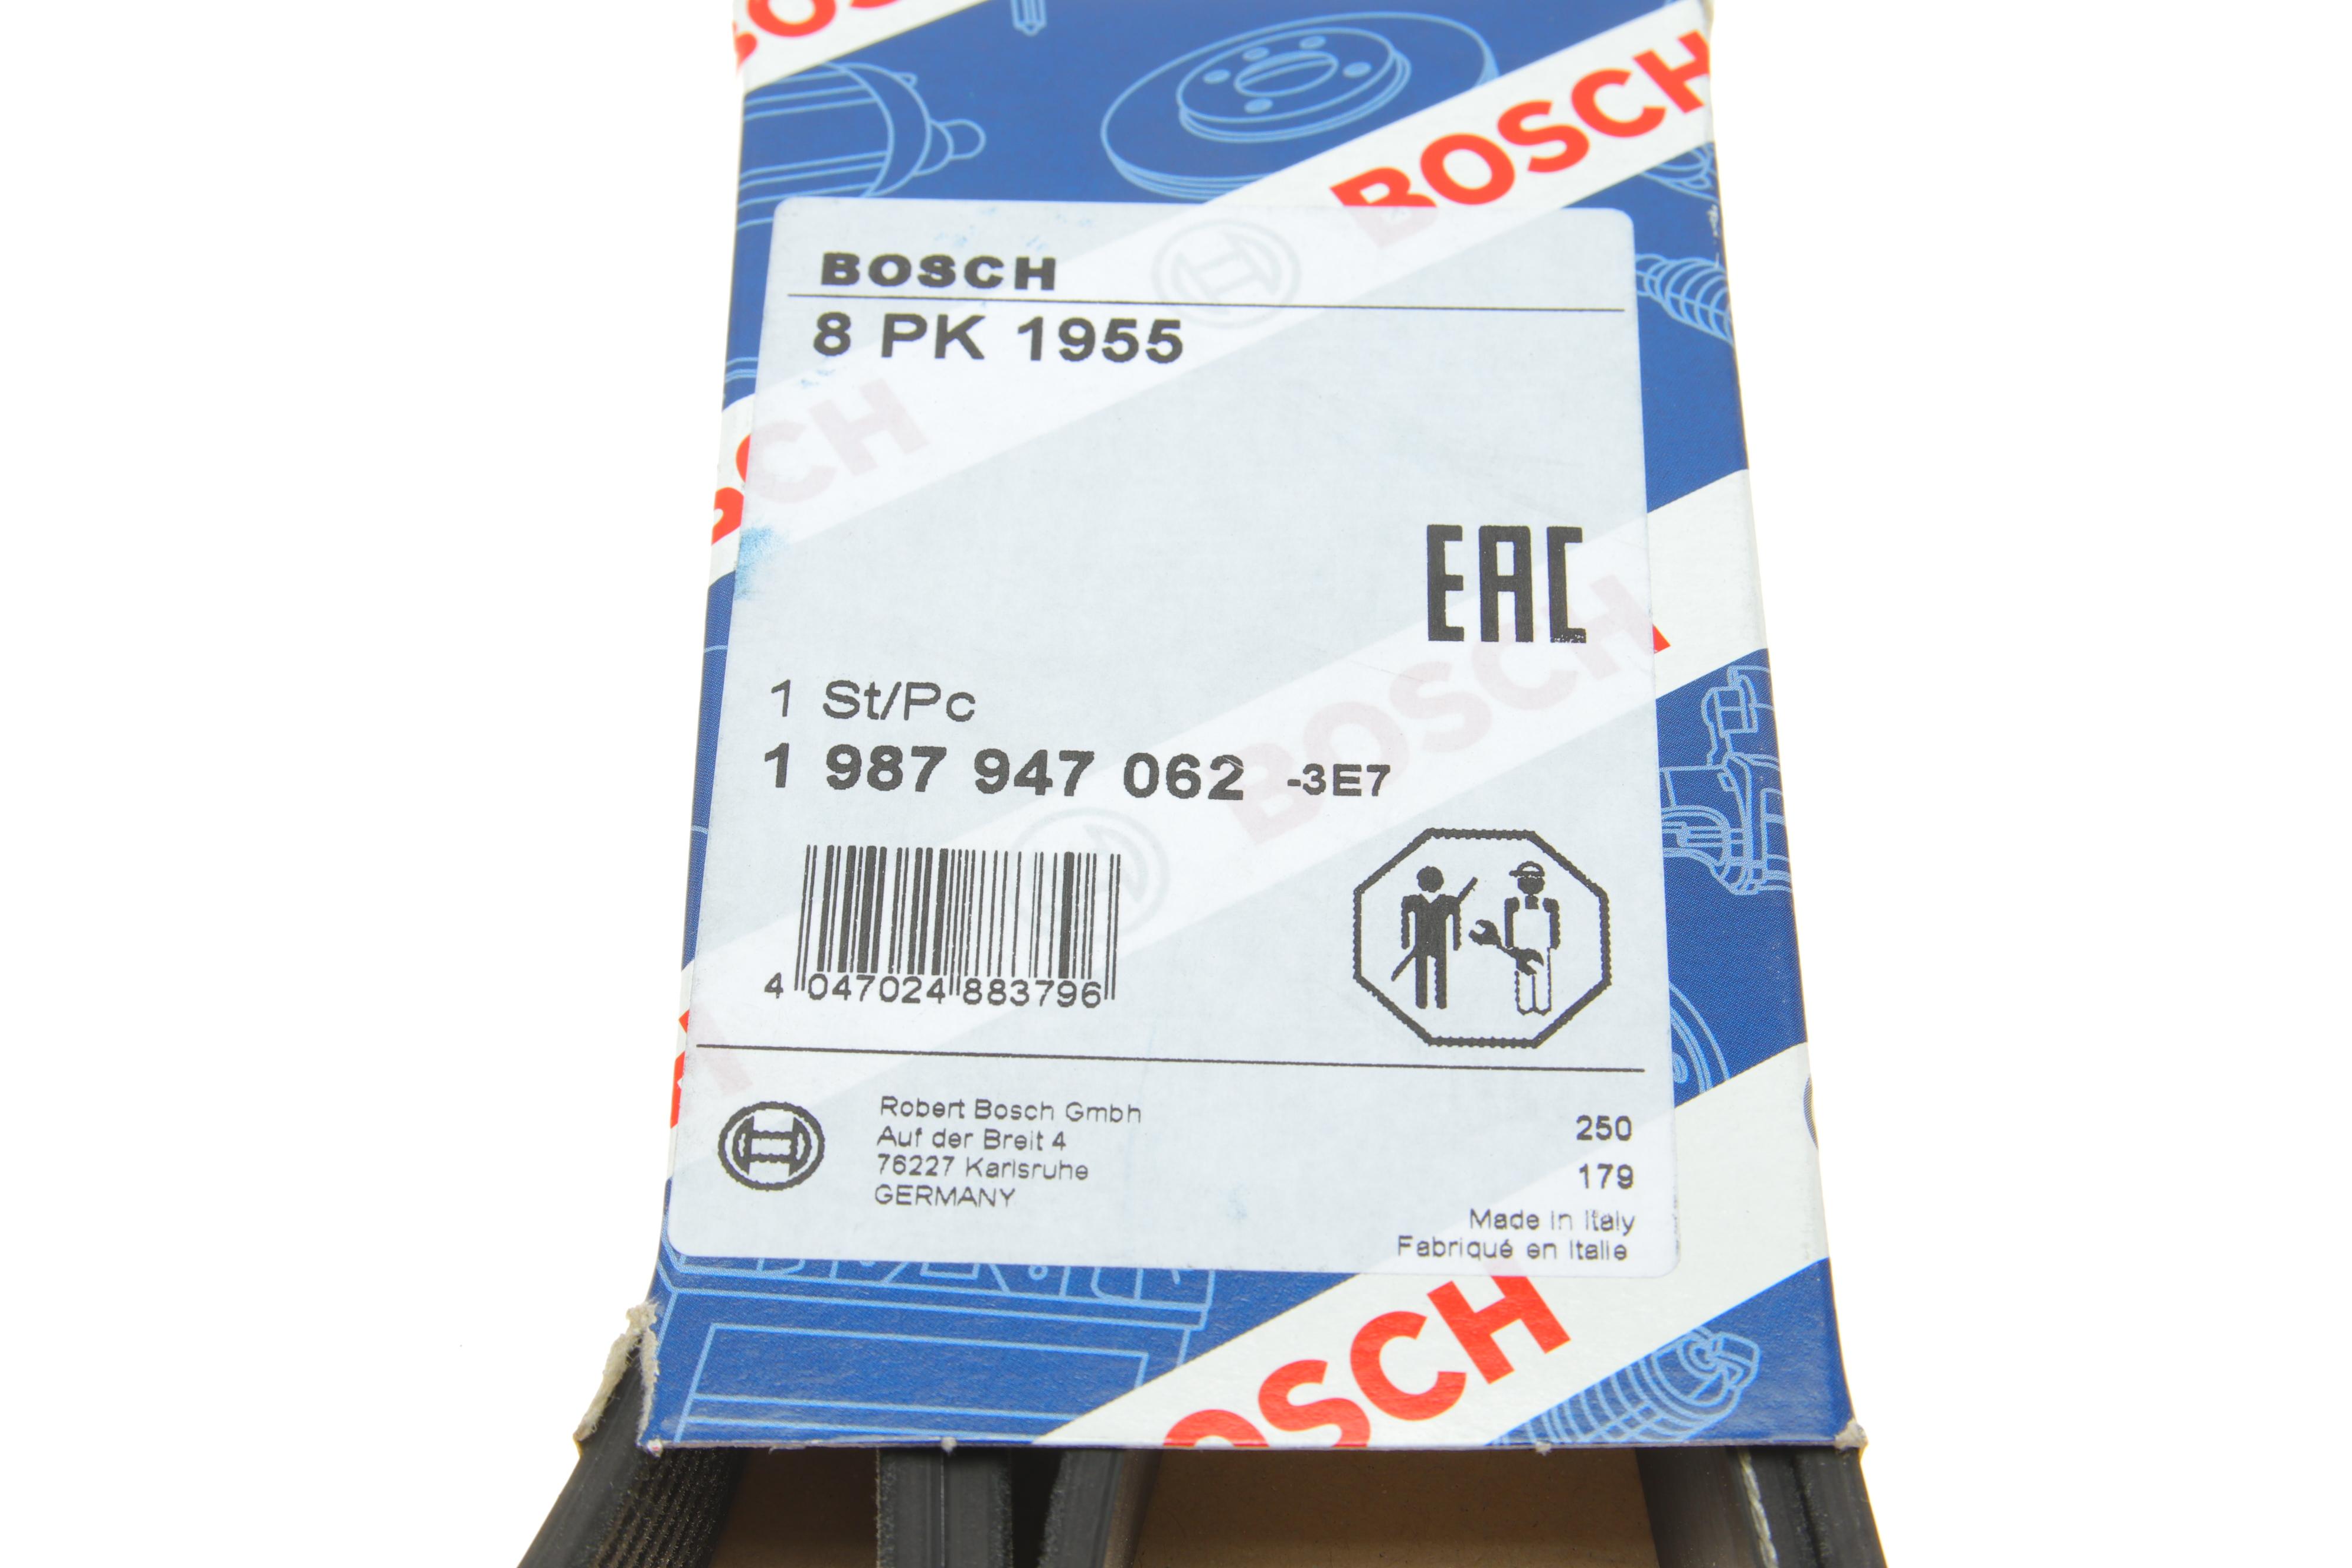 BOSCH
BOSCH
8 PK 1955
EAC
BOSCH
1 St/Pc
1 987 947 062 -3E7
4 047024 883796
Robert Bosch Gmbh
Auf der Breit 4
76227 Karlsruhe
GERMANY
250
179
Made in Italy
Fabriqué en Italie
OSCH